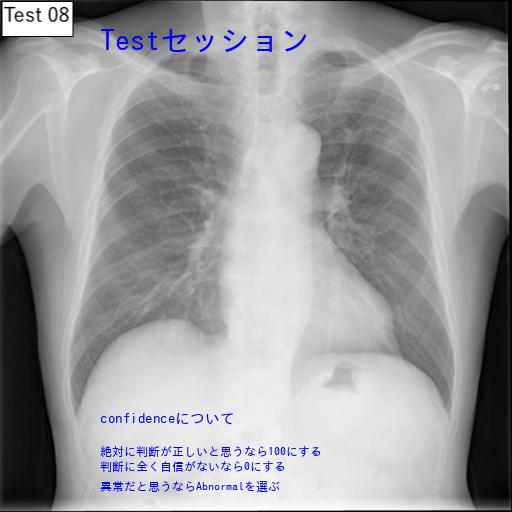 Test 08
Testセッション
confidenceについて
絶対に判断が正しいと思うなら100にする
判断に全く自信がないなら0にする
異常だと思うならAbnormalを選ぶ